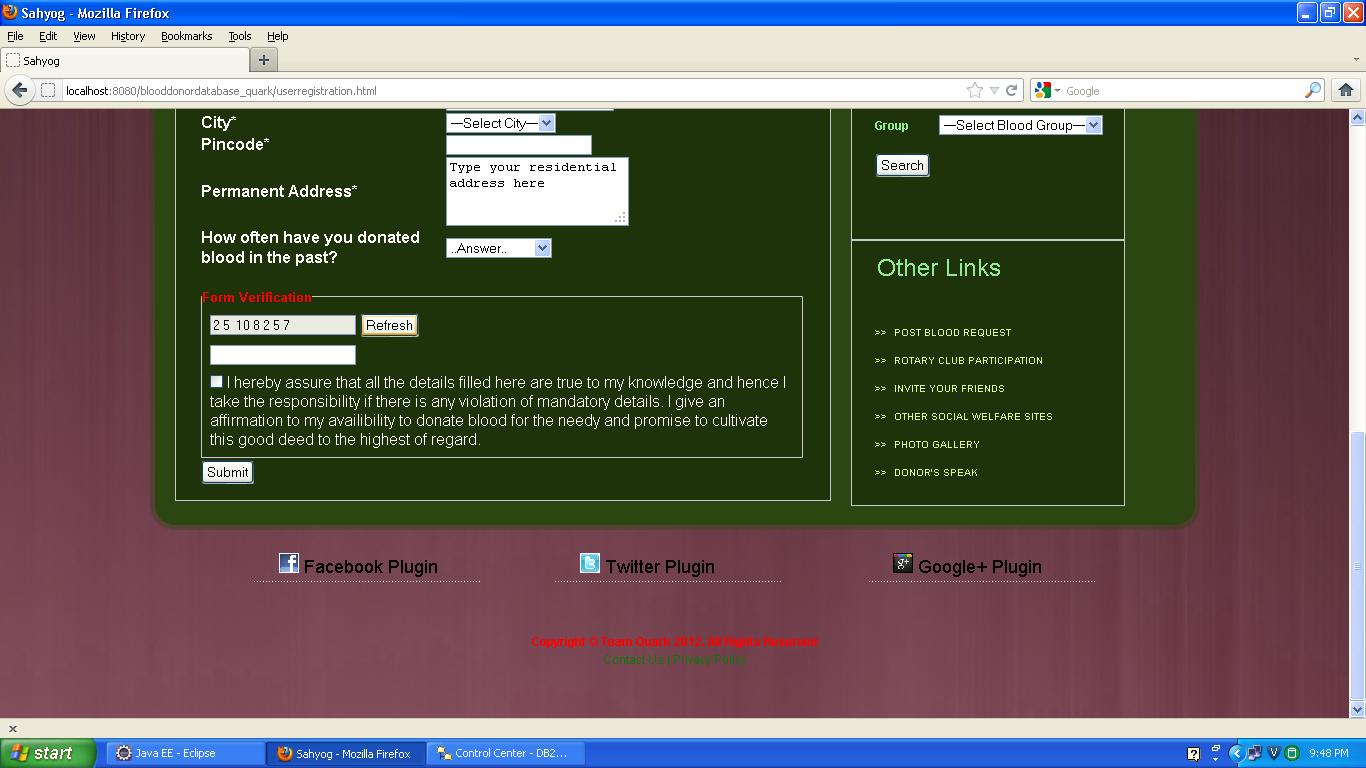 Sahyog - Mozilla Firefox
File Edit View History Bookmarks Tools Help
Sahyog
localhost:8080/blooddonordatabase_quark/userregistration.html
Google
City*
—Select City—
Pincode*
Permanent Address*
Type your residential
address here
How often have you donated
blood in the past?
..Answer..
Form Verification
2 5 10 8 2 5 7
Refresh
I hereby assure that all the details filled here are true to my knowledge and hence I
take the responsibility if there is any violation of mandatory details. I give an
affirmation to my availibility to donate blood for the needy and promise to cultivate
this good deed to the highest of regard.
Submit
Group
—Select Blood Group—
Search
Other Links
>> POST BLOOD REQUEST
>> ROTARY CLUB PARTICIPATION
>> INVITE YOUR FRIENDS
>> OTHER SOCIAL WELFARE SITES
>> PHOTO GALLERY
>> DONOR'S SPEAK
Facebook Plugin
Twitter Plugin
Google+ Plugin
Copyright © Team Quark 2012. All Rights Reserved
Contact Us | Privacy Policy
start
Java EE - Eclipse
Sahyog - Mozilla Firefox
Control Center - DB2...
9:48 PM